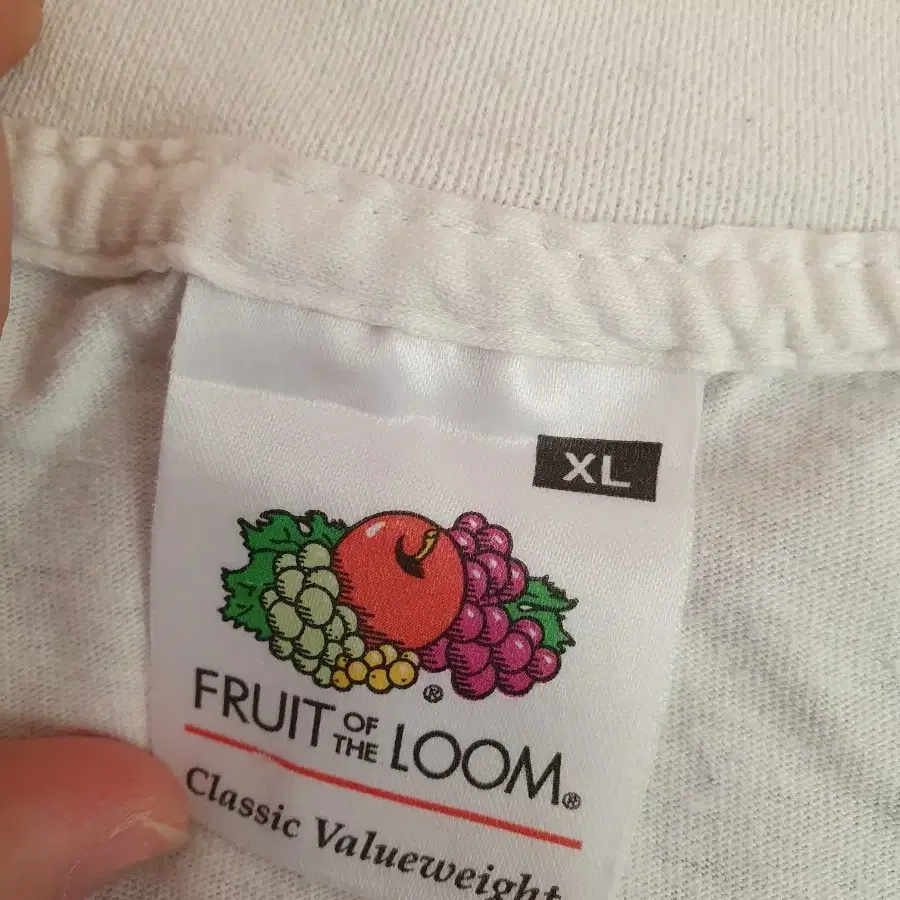 XL
®
FRUIT OF THE LOOM®
Classic Valueweight